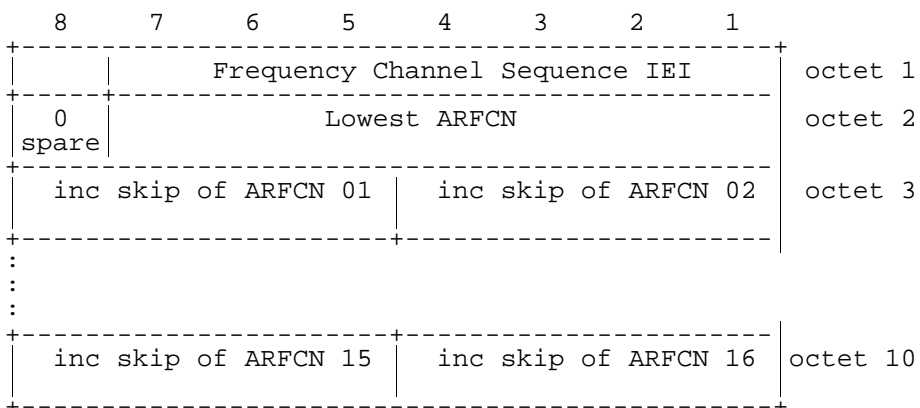 8 7 6 5 4 3 2 1
Frequency Channel Sequence IEI octet 1
0 Lowest ARFCN octet 2
spare
inc skip of ARFCN 01 inc skip of ARFCN 02 octet 3
:
:
:
inc skip of ARFCN 15 inc skip of ARFCN 16 octet 10